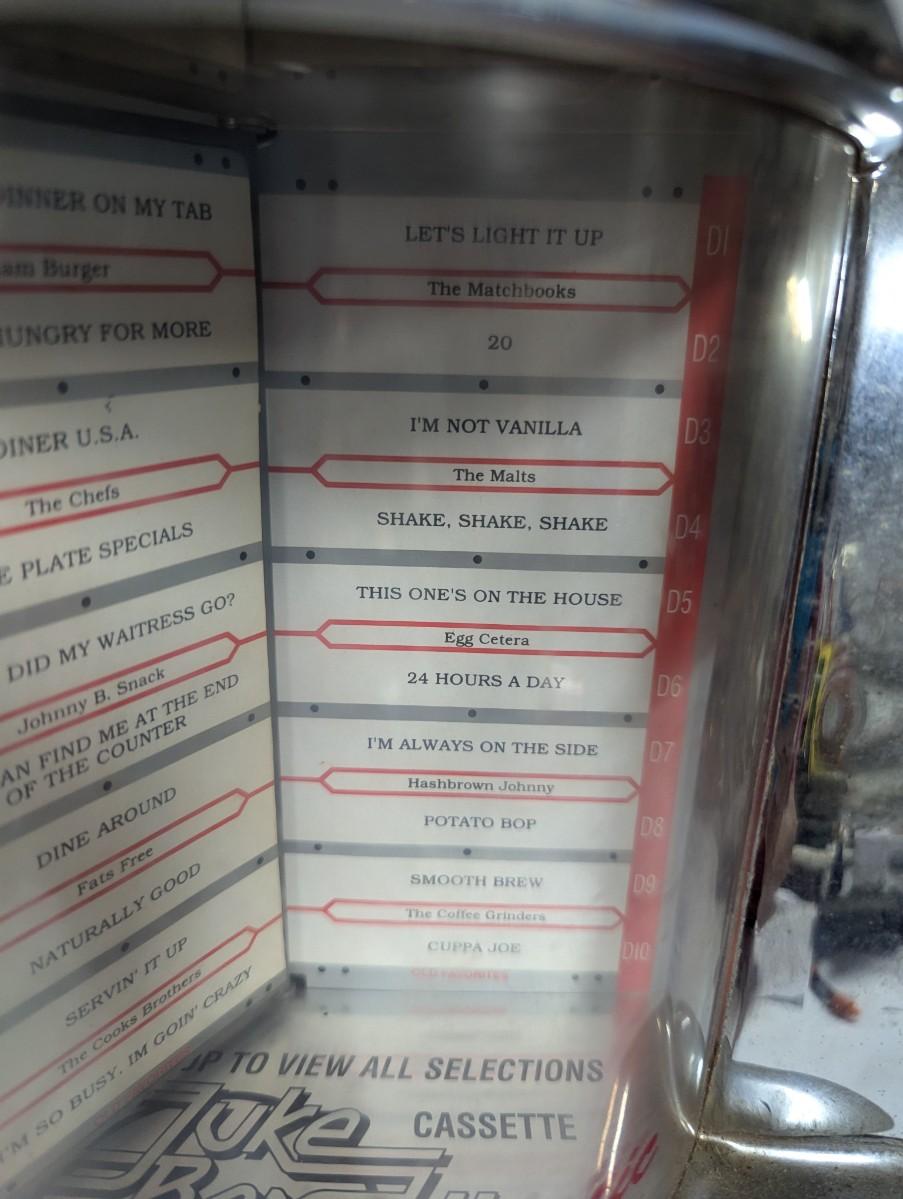 DINNER ON MY TAB
Burger
HUNGRY FOR MORE
DINER U.S.A.
The Chefs
PLATE SPECIALS
DID MY WAITRESS GO?
Johnny B. Snack
FIND ME AT THE END
OF THE COUNTER
DINE AROUND
Fats Free
NATURALLY GOOD
SERVIN' IT UP
The Cooks Brothers
I'M SO BUSY, IM GOIN' CRAZY
LET'S LIGHT IT UP D1
The Matchbooks
20 D2
I'M NOT VANILLA D3
The Malts
SHAKE, SHAKE, SHAKE D4
THIS ONE'S ON THE HOUSE D5
Egg Cetera
24 HOURS A DAY D6
I'M ALWAYS ON THE SIDE D7
Hashbrown Johnny
POTATO BOP D8
SMOOTH BREW D9
The Coffee Grinders
CUPPA JOE D10
OLD FAVORITES
UP TO VIEW ALL SELECTIONS
Juke CASSETTE